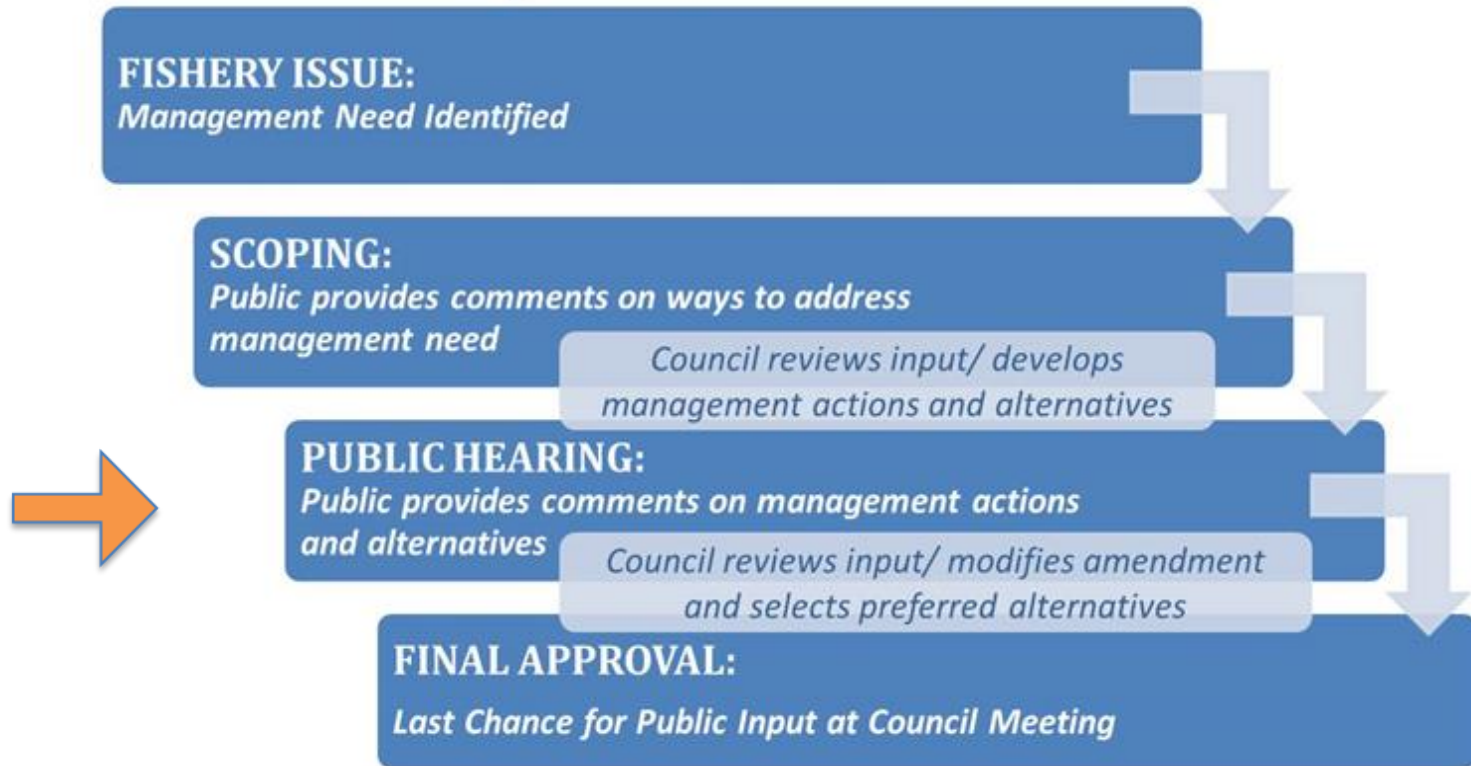 FISHERY ISSUE:
Management Need Identified
SCOPING:
Public provides comments on ways to address
management need
Council reviews input/ develops
management actions and alternatives
PUBLIC HEARING:
Public provides comments on management actions
and alternatives
Council reviews input/ modifies amendment
and selects preferred alternatives
FINAL APPROVAL:
Last Chance for Public Input at Council Meeting